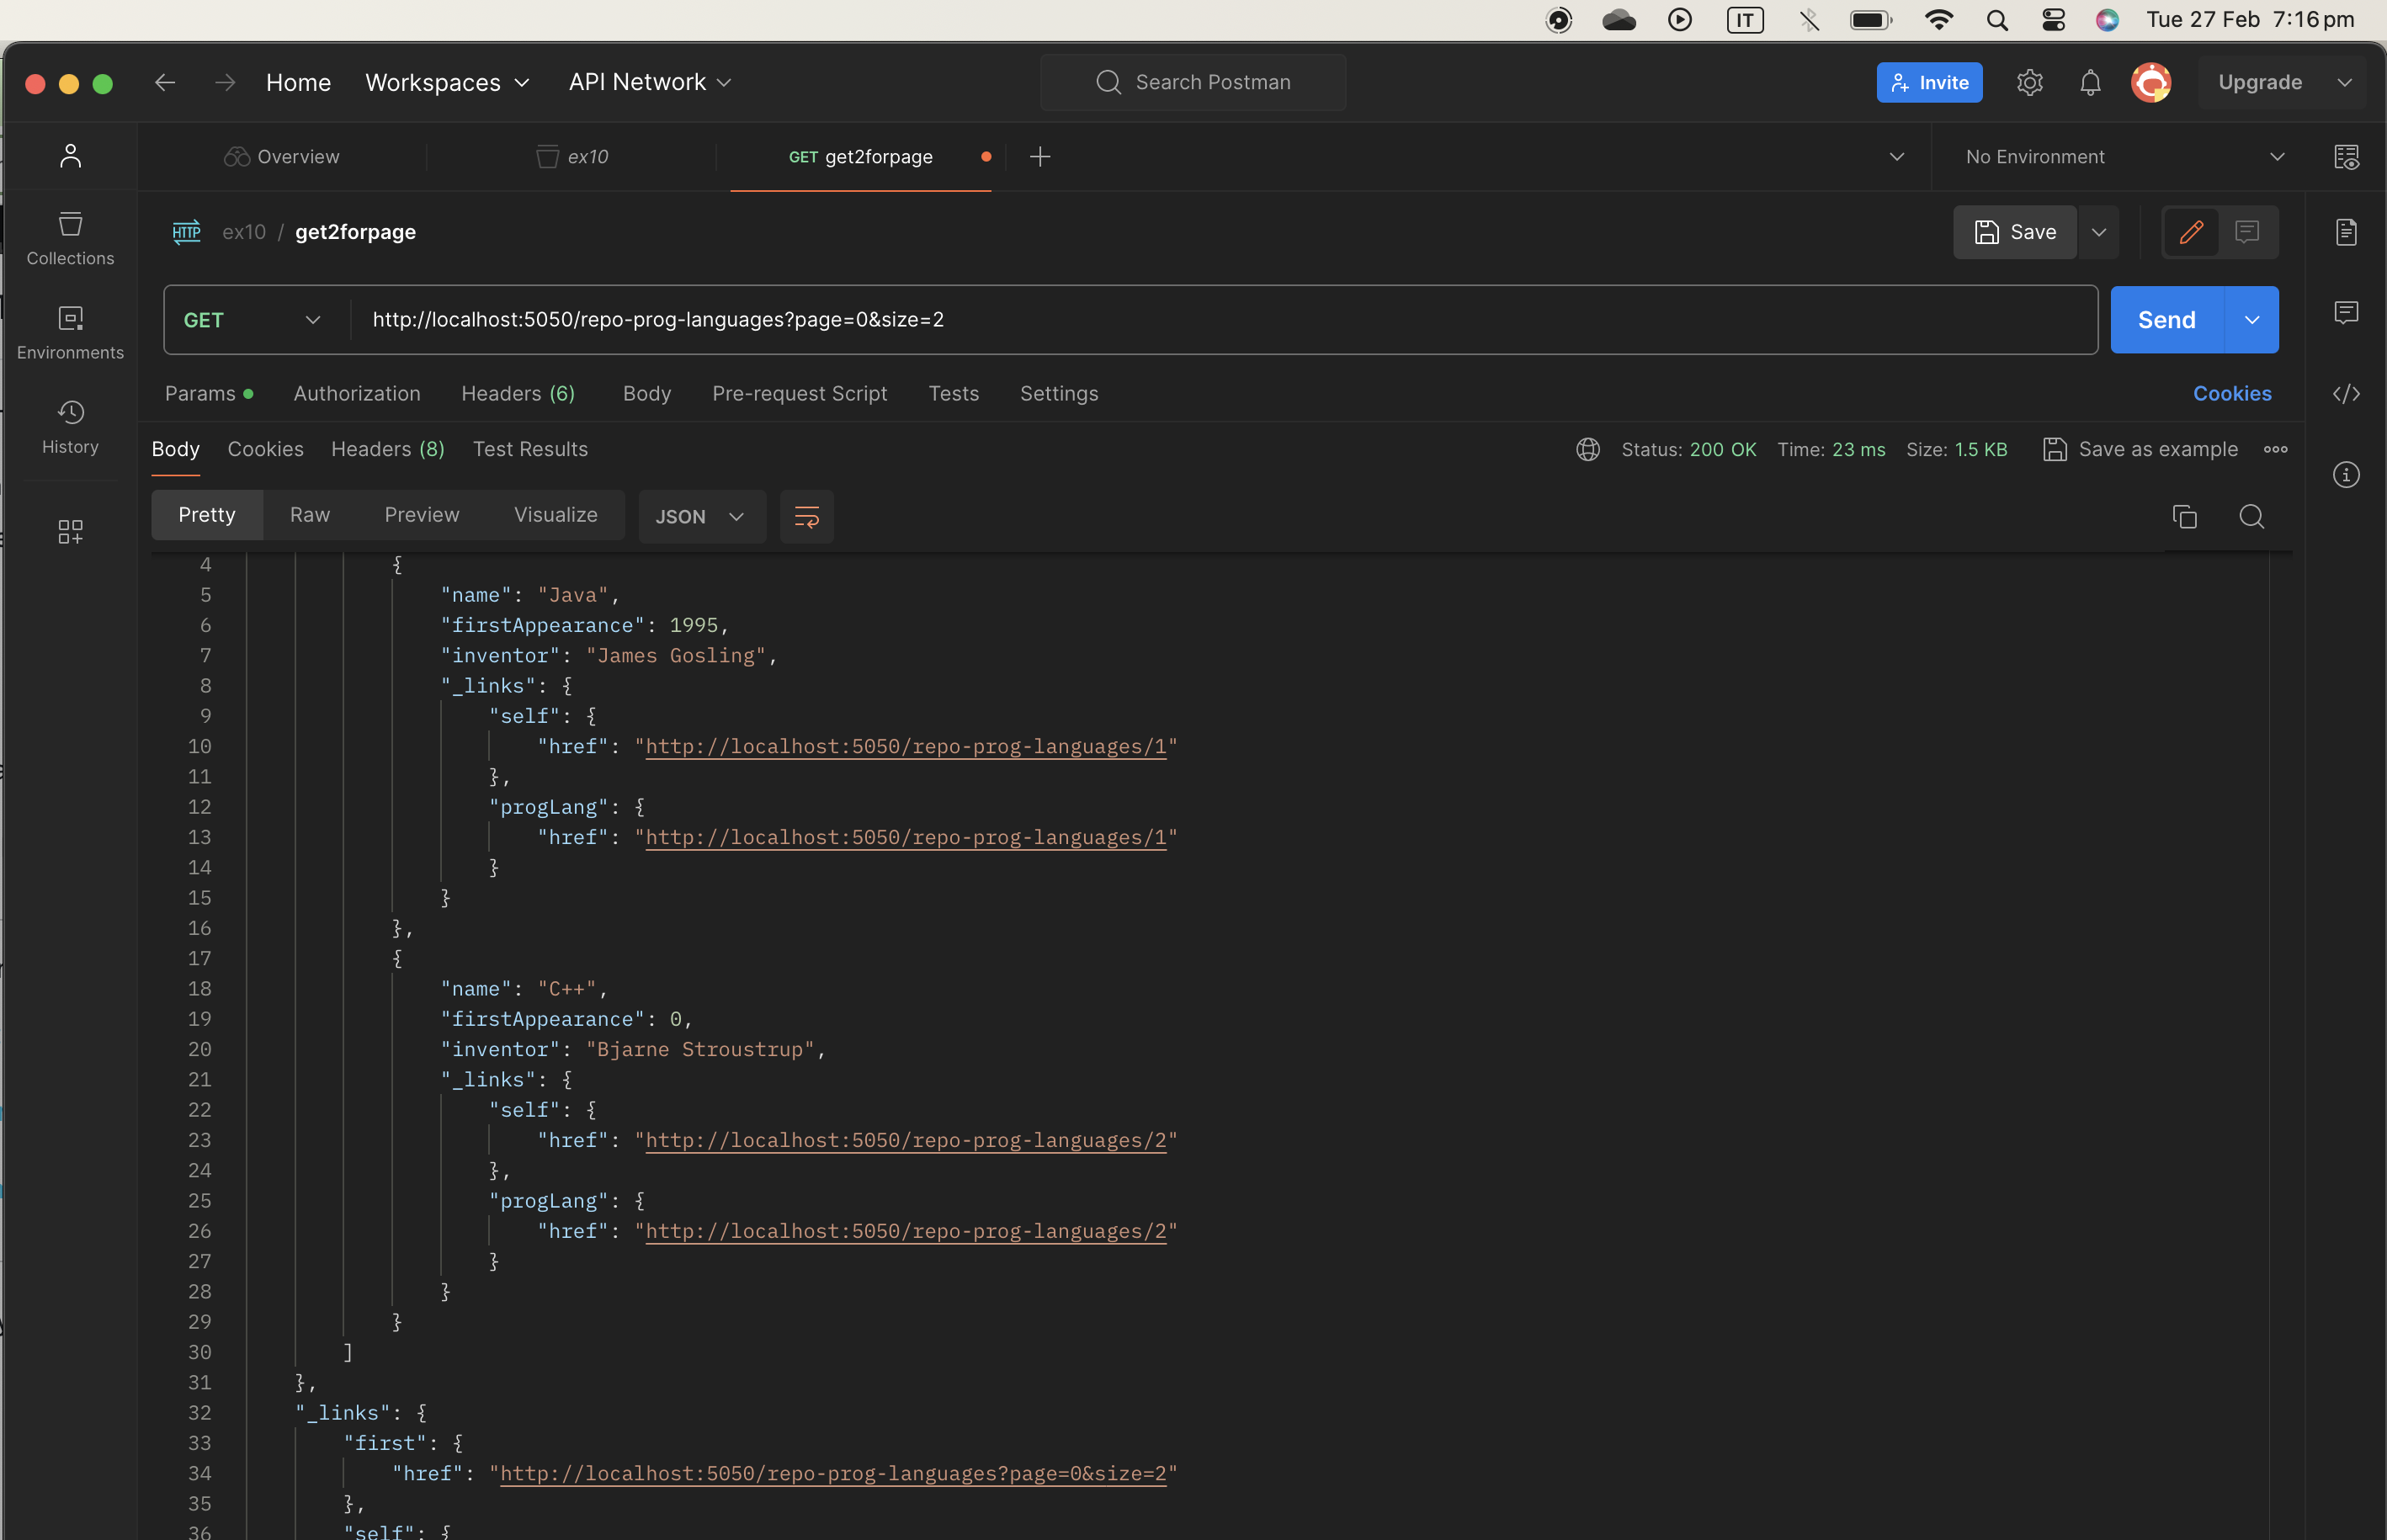 IT
Tue 27 Feb 7:16 pm
Home Workspaces API Network Search Postman Invite Upgrade
Overview ex10 GET get2forpage No Environment
HTTP ex10 / get2forpage Save
Collections
Environments
History
GET http://localhost:5050/repo-prog-languages?page=0&size=2 Send
Params Authorization Headers (6) Body Pre-request Script Tests Settings Cookies
Body Cookies Headers (8) Test Results Status: 200 OK Time: 23 ms Size: 1.5 KB Save as example
Pretty Raw Preview Visualize JSON
4 {
5 "name": "Java",
6 "firstAppearance": 1995,
7 "inventor": "James Gosling",
8 "_links": {
9 "self": {
10 "href": "http://localhost:5050/repo-prog-languages/1"
11 },
12 "progLang": {
13 "href": "http://localhost:5050/repo-prog-languages/1"
14 }
15 }
16 },
17 {
18 "name": "C++",
19 "firstAppearance": 0,
20 "inventor": "Bjarne Stroustrup",
21 "_links": {
22 "self": {
23 "href": "http://localhost:5050/repo-prog-languages/2"
24 },
25 "progLang": {
26 "href": "http://localhost:5050/repo-prog-languages/2"
27 }
28 }
29 }
30 ]
31 },
32 "_links": {
33 "first": {
34 "href": "http://localhost:5050/repo-prog-languages?page=0&size=2"
35 },
36 "self": {